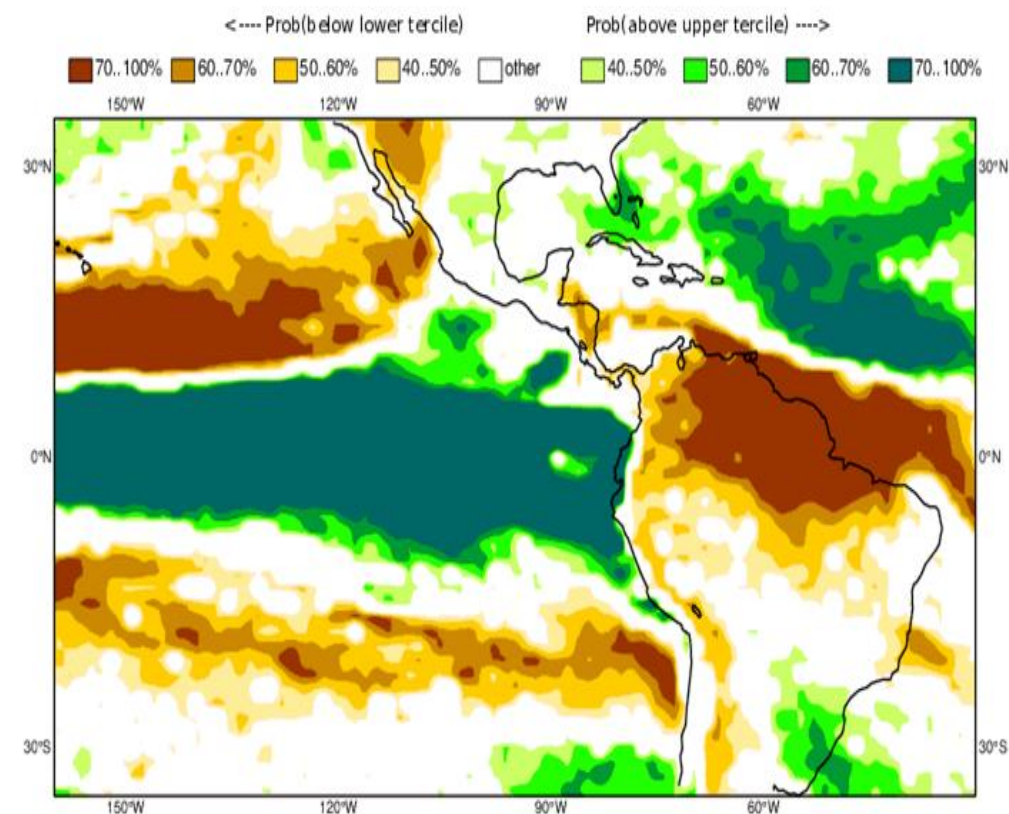 <---- Prob(below lower tercile) Prob(above upper tercile) ---->
70..100% 60..70% 50..60% 40..50% other 40..50% 50..60% 60..70% 70..100%
150°W 120°W 90°W 60°W
30°N 30°N
0°N 0°N
30°S 30°S
150°W 120°W 90°W 60°W